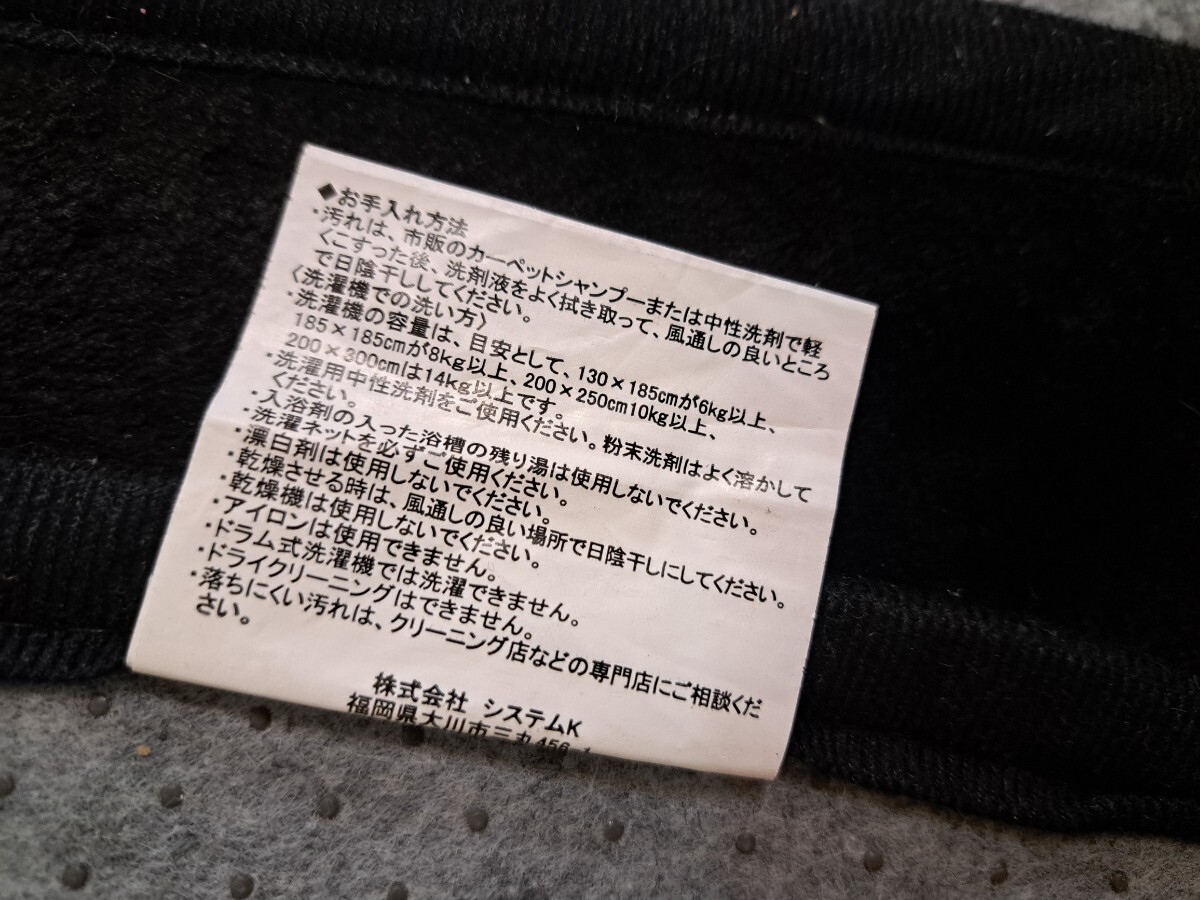 ◆お手入れ方法
・汚れは、市販のカーペットシャンプーまたは中性洗剤で軽
くこすった後、洗剤液をよく拭き取って、風通しの良いところ
で日陰干ししてください。
〈洗濯機での洗い方〉
・洗濯機の容量は、目安として、130×185cmが6kg以上、
185×185cmが8kg以上、200×250cm10kg以上、
200×300cmは14kg以上です。
・洗濯用中性洗剤をご使用ください。粉末洗剤はよく溶かして
ください。
・入浴剤の入った浴槽の残り湯は使用しないでください。
・洗濯ネットを必ずご使用ください。
・漂白剤は使用しないでください。
・乾燥させる時は、風通しの良い場所で日陰干しにしてください。
・乾燥機は使用しないでください。
・アイロンは使用できません。
・ドラム式洗濯機では洗濯できません。
・ドライクリーニングはできません。
・落ちにくい汚れは、クリーニング店などの専門店にご相談くだ
さい。
株式会社 システムK
福岡県大川市三丸